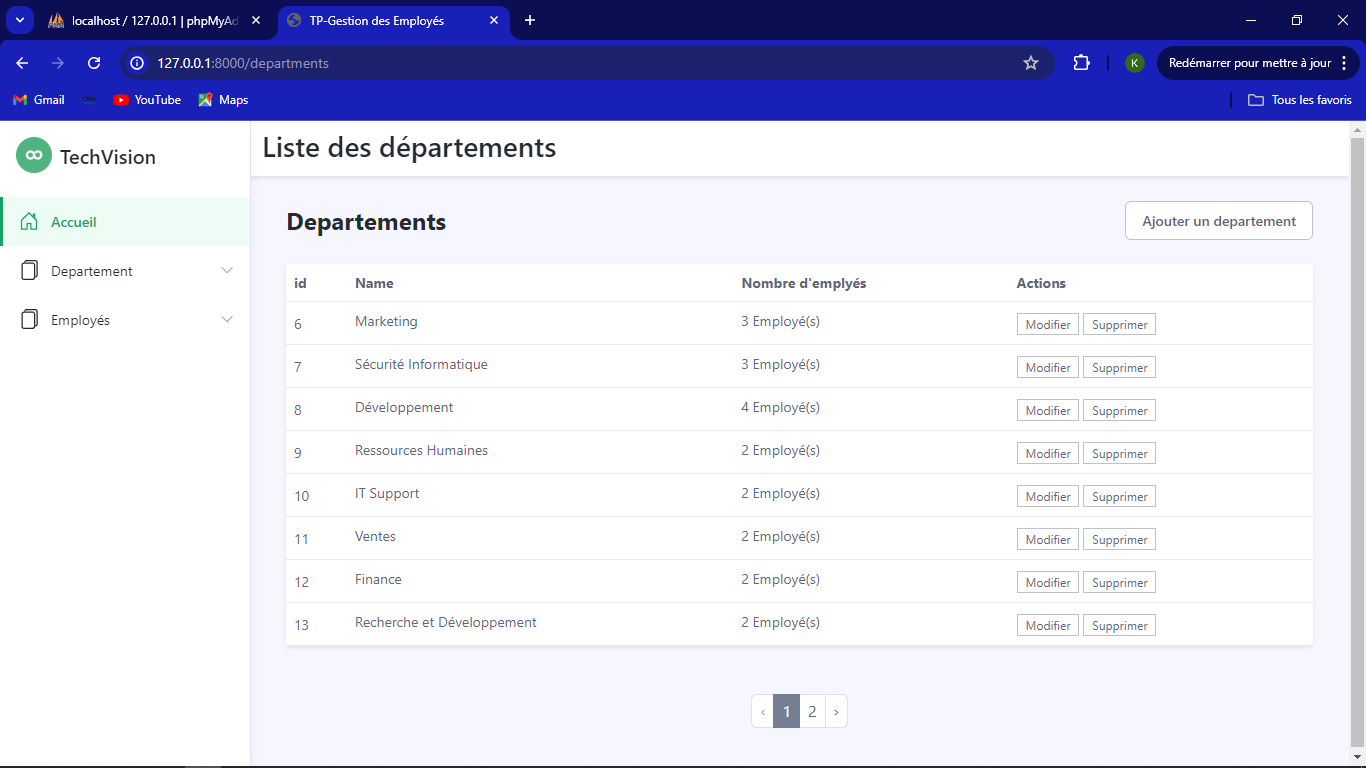 localhost / 127.0.0.1 | phpMyAd
TP-Gestion des Employés
127.0.0.1:8000/departments
K
Redémarrer pour mettre à jour
Gmail
YouTube
Maps
Tous les favoris
TechVision
Liste des départements
Accueil
Departement
Employés
Departements
Ajouter un departement
id Name Nombre d'emplyés Actions
6 Marketing 3 Employé(s) Modifier Supprimer
7 Sécurité Informatique 3 Employé(s) Modifier Supprimer
8 Développement 4 Employé(s) Modifier Supprimer
9 Ressources Humaines 2 Employé(s) Modifier Supprimer
10 IT Support 2 Employé(s) Modifier Supprimer
11 Ventes 2 Employé(s) Modifier Supprimer
12 Finance 2 Employé(s) Modifier Supprimer
13 Recherche et Développement 2 Employé(s) Modifier Supprimer
‹ 1 2 ›